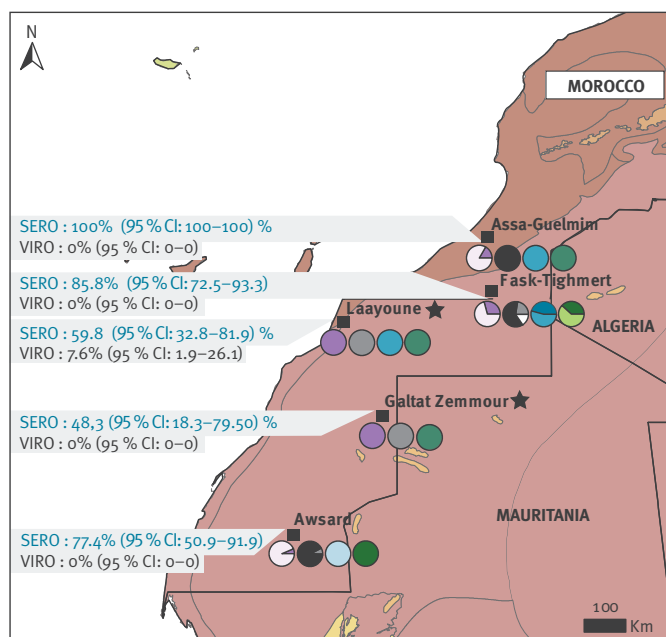 N
MOROCCO
SERO : 100% (95 % CI: 100–100) %
VIRO : 0% (95 % CI: 0–0)
Assa-Guelmim
SERO : 85.8% (95 % CI: 72.5–93.3)
VIRO : 0% (95 % CI: 0–0)
Fask-Tighmert
Laayoune
ALGERIA
SERO : 59.8 (95 % CI: 32.8–81.9) %
VIRO : 7.6% (95 % CI: 1.9–26.1)
Galtat Zemmour
SERO : 48,3 (95 % CI: 18.3–79.50) %
VIRO : 0% (95 % CI: 0–0)
Awsard
MAURITANIA
SERO : 77.4% (95 % CI: 50.9–91.9)
VIRO : 0% (95 % CI: 0–0)
100
Km